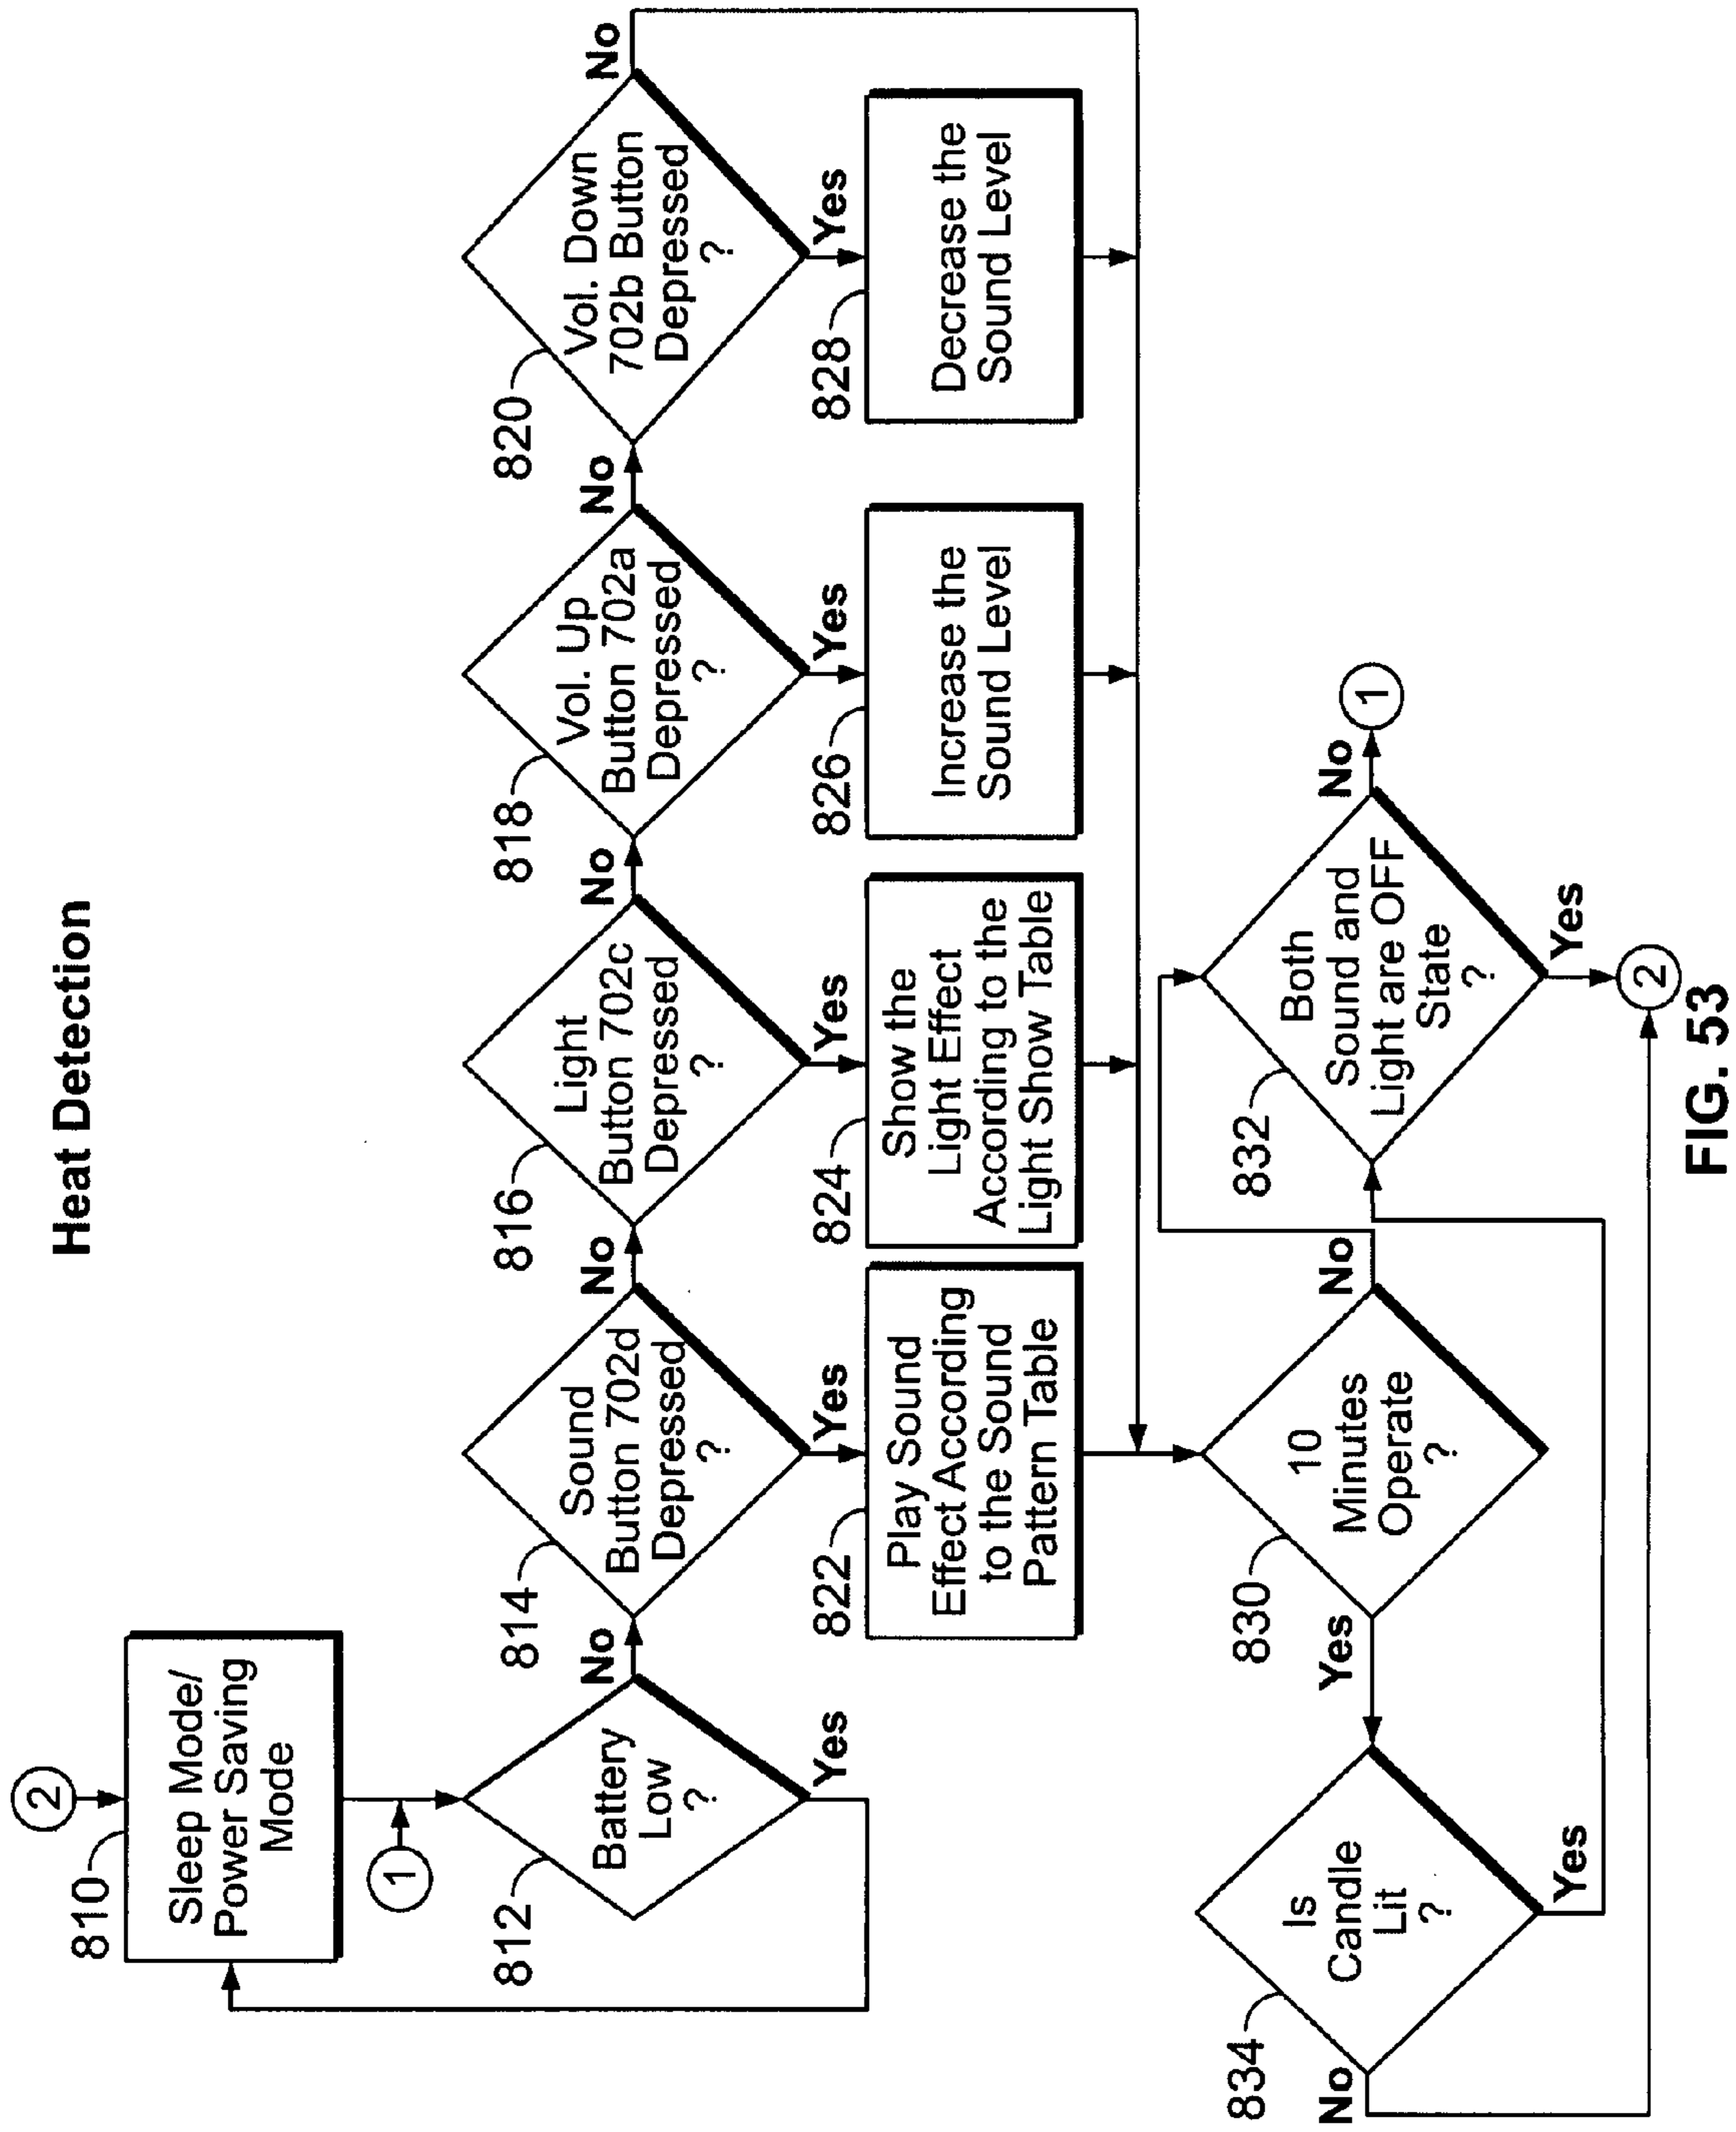 Heat Detection
2
810
Sleep Mode/
Power Saving
Mode
1
812
Battery
Low
?
Yes
No
814
Sound
Button 702d
Depressed
?
Yes
No
816
Light
Button 702c
Depressed
?
Yes
No
818
Vol. Up
Button 702a
Depressed
?
Yes
No
820
Vol. Down
702b Button
Depressed
?
Yes
No
822
Play Sound
Effect According
to the Sound
Pattern Table
824
Show the
Light Effect
According to the
Light Show Table
826
Increase the
Sound Level
828
Decrease the
Sound Level
834
Is
Candle
Lit
?
No
Yes
830
10
Minutes
Operate
?
Yes
No
832
Both
Sound and
Light are OFF
State
?
No
1
Yes
2
FIG. 53